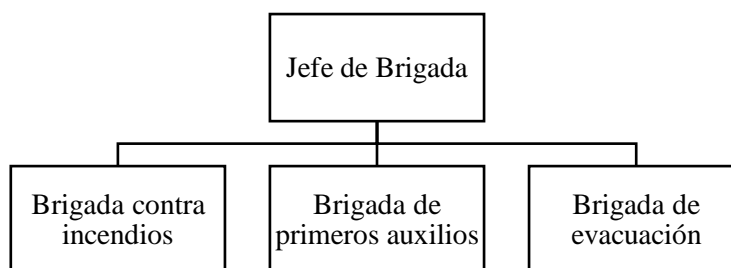 Jefe de Brigada
Brigada contra
incendios
Brigada de
primeros auxilios
Brigada de
evacuación